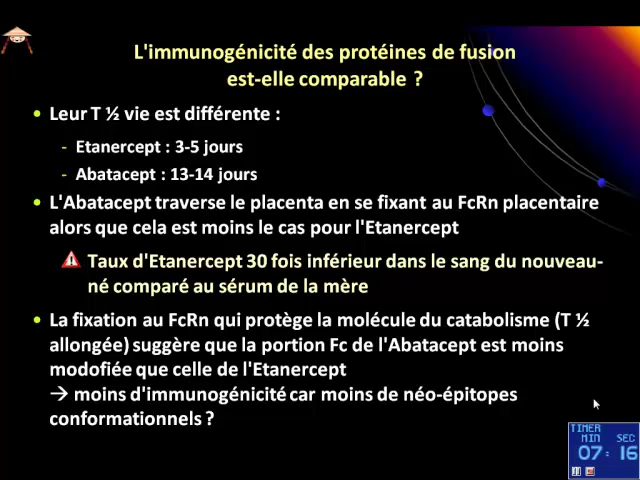 L'immunogénicité des protéines de fusion
est-elle comparable ?
• Leur T ½ vie est différente :
- Etanercept : 3-5 jours
- Abatacept : 13-14 jours
• L'Abatacept traverse le placenta en se fixant au FcRn placentaire
alors que cela est moins le cas pour l'Etanercept
Taux d'Etanercept 30 fois inférieur dans le sang du nouveau-
né comparé au sérum de la mère
• La fixation au FcRn qui protège la molécule du catabolisme (T ½
allongée) suggère que la portion Fc de l'Abatacept est moins
modofiée que celle de l'Etanercept
→ moins d'immunogénicité car moins de néo-épitopes
conformationnels ?
TIMER
MIN SEC
07:16